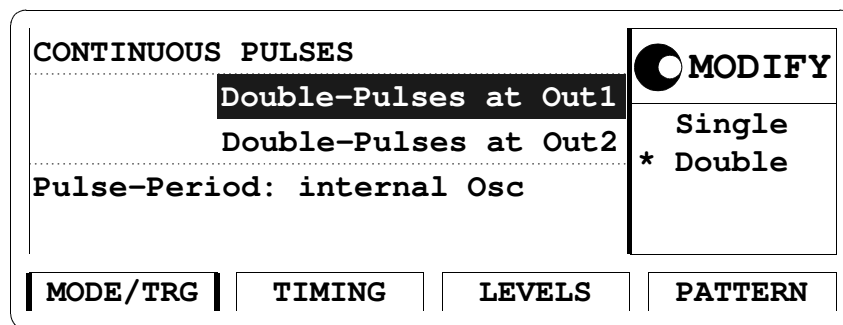 CONTINUOUS PULSES
Double-Pulses at Out1
Double-Pulses at Out2
Pulse-Period: internal Osc
MODIFY
Single
* Double
MODE/TRG TIMING LEVELS PATTERN